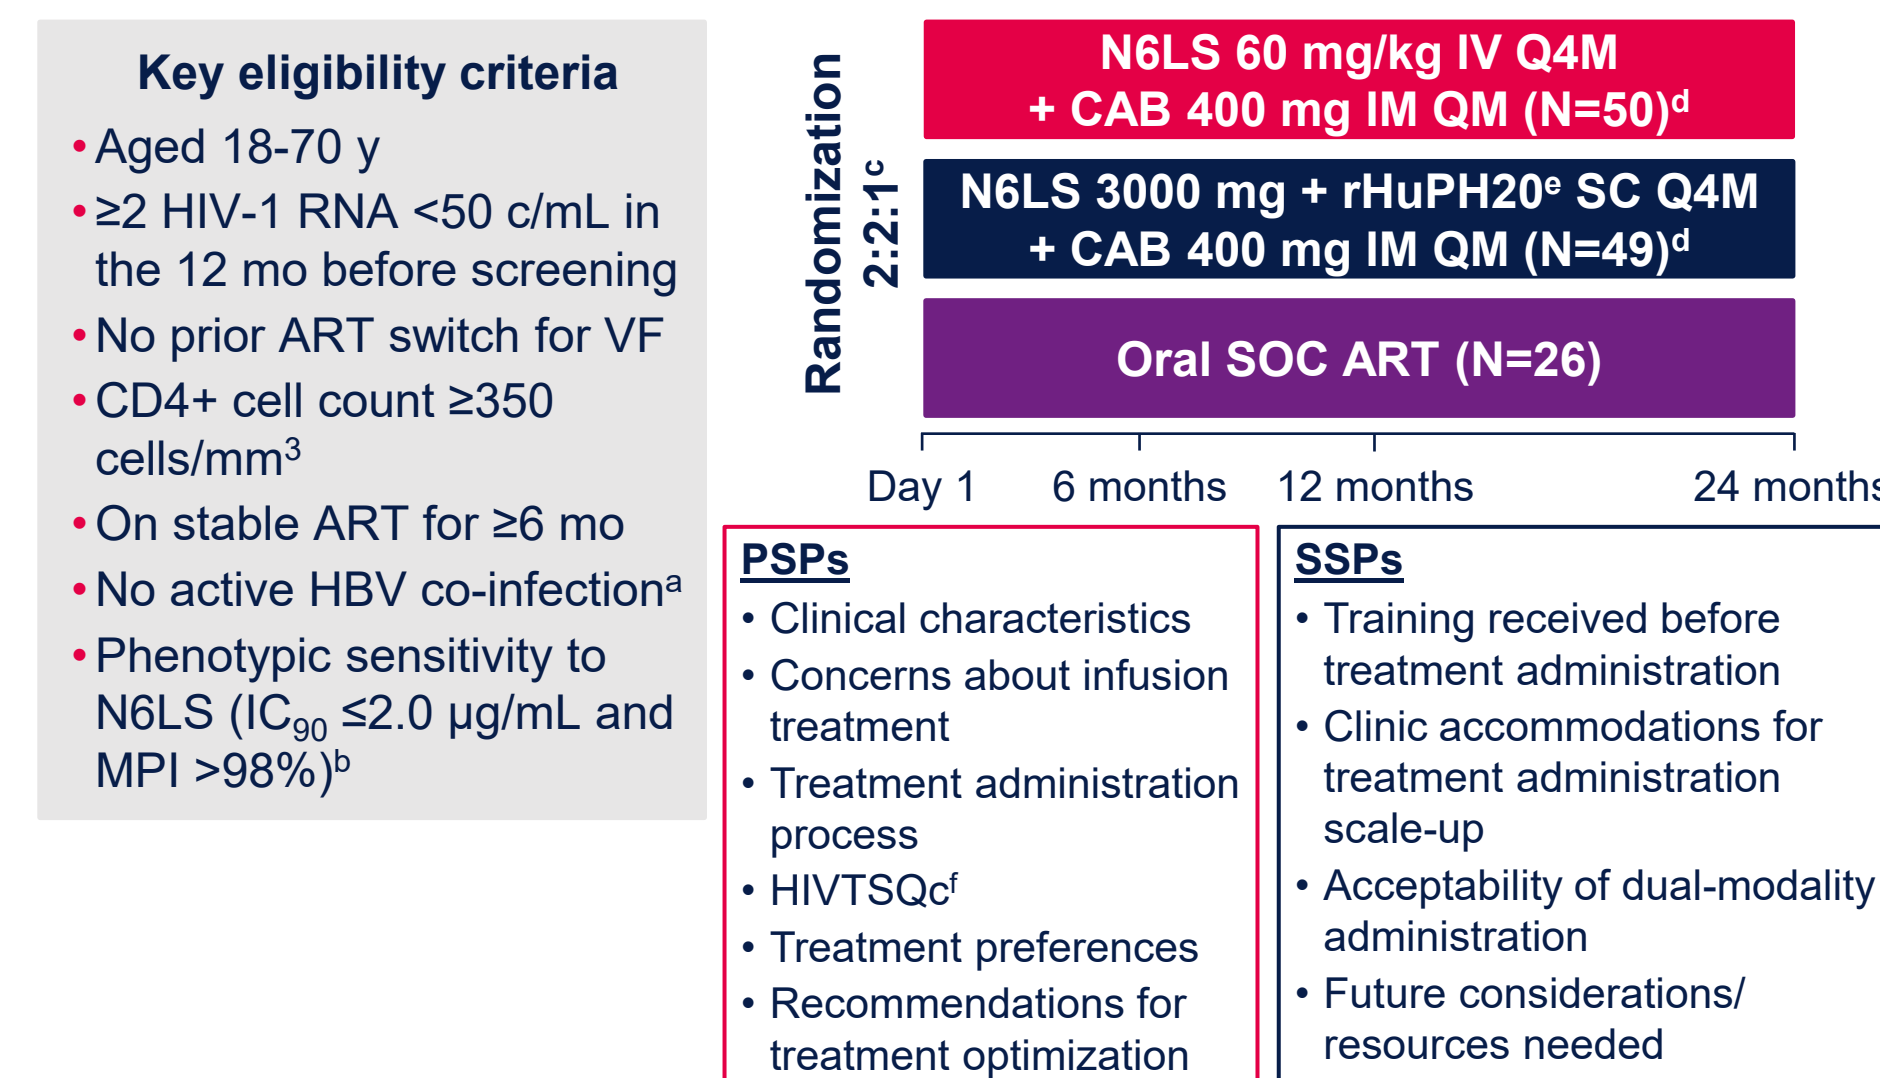 Key eligibility criteria
• Aged 18-70 y
• ≥2 HIV-1 RNA <50 c/mL in
the 12 mo before screening
• No prior ART switch for VF
• CD4+ cell count ≥350
cells/mm³
• On stable ART for ≥6 mo
• No active HBV co-infectionᵃ
• Phenotypic sensitivity to
N6LS (IC₉₀ ≤2.0 µg/mL and
MPI >98%)ᵇ
Randomization
2:2:1ᶜ
N6LS 60 mg/kg IV Q4M
+ CAB 400 mg IM QM (N=50)ᵈ
N6LS 3000 mg + rHuPH20ᵉ SC Q4M
+ CAB 400 mg IM QM (N=49)ᵈ
Oral SOC ART (N=26)
Day 1 6 months 12 months 24 months
PSPs
• Clinical characteristics
• Concerns about infusion
treatment
• Treatment administration
process
• HIVTSQcᶠ
• Treatment preferences
• Recommendations for
treatment optimization
SSPs
• Training received before
treatment administration
• Clinic accommodations for
treatment administration
scale-up
• Acceptability of dual-modality
administration
• Future considerations/
resources needed